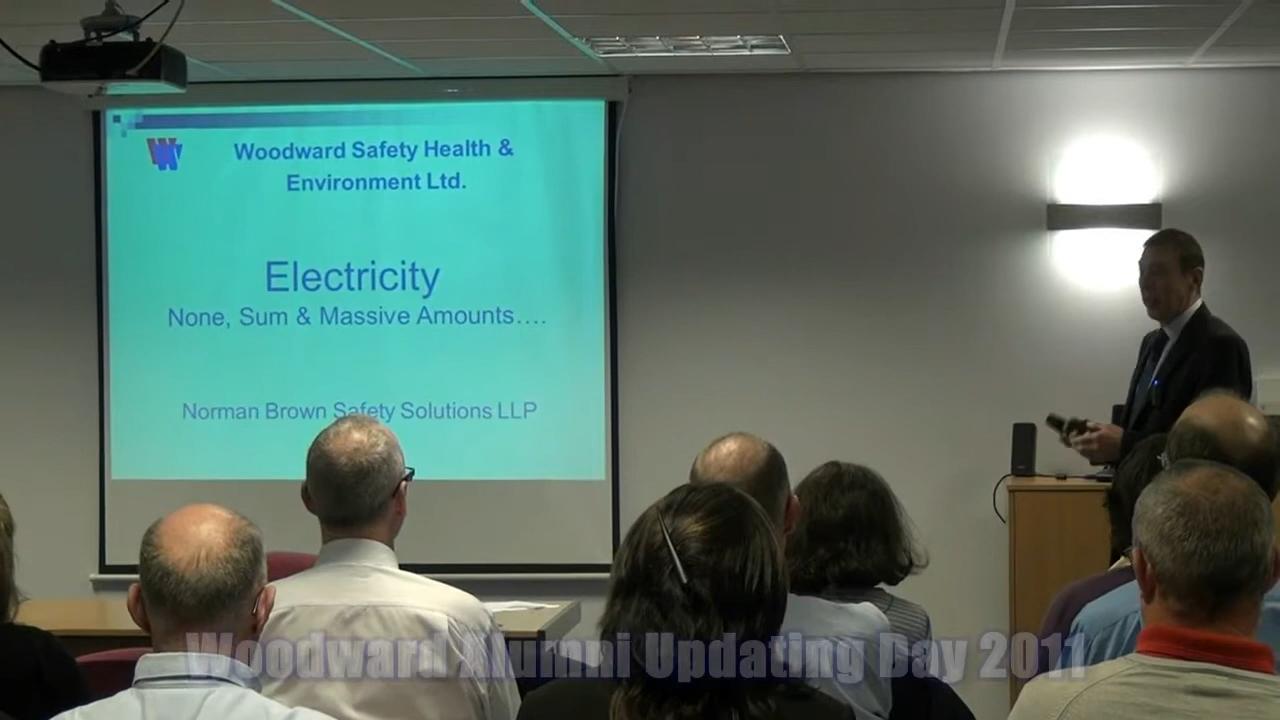 Woodward Safety Health &
Environment Ltd.
Electricity
None, Sum & Massive Amounts....
Norman Brown Safety Solutions LLP
Woodward Alumni Updating Day 2011